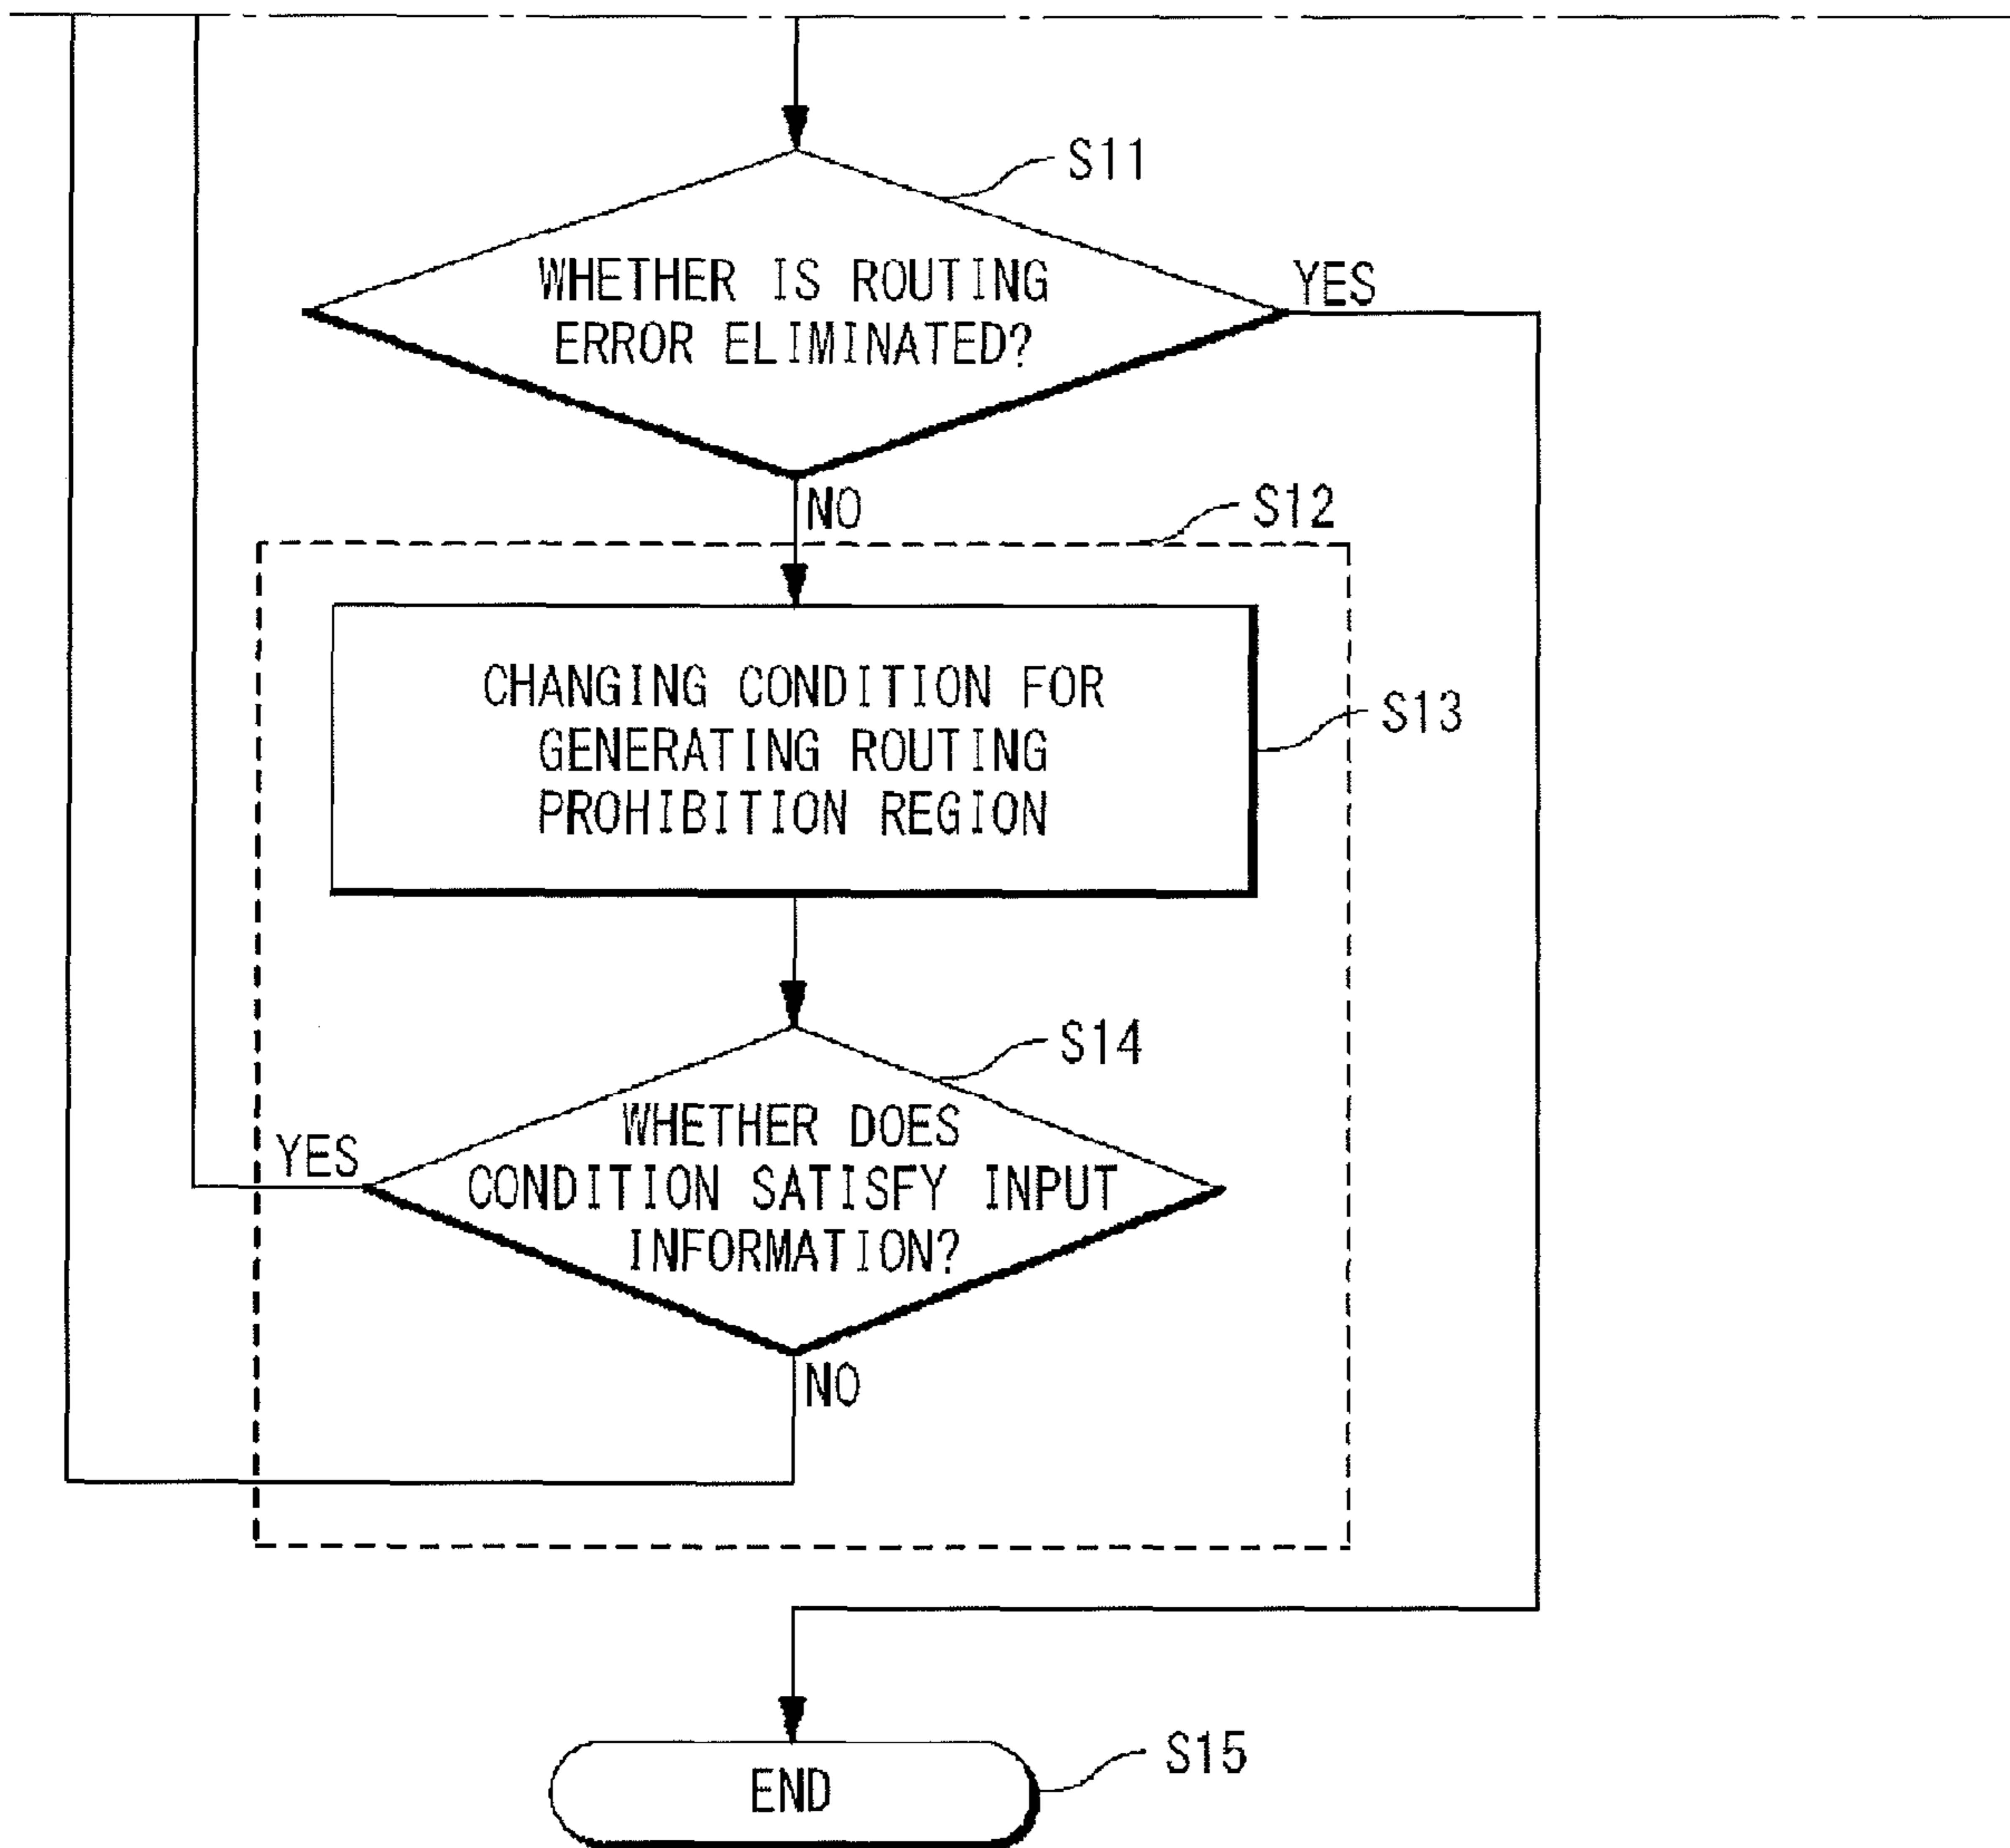 S11
WHETHER IS ROUTING
ERROR ELIMINATED?
YES
NO
S12
CHANGING CONDITION FOR
GENERATING ROUTING
PROHIBITION REGION
S13
S14
WHETHER DOES
CONDITION SATISFY INPUT
INFORMATION?
YES
NO
END
S15